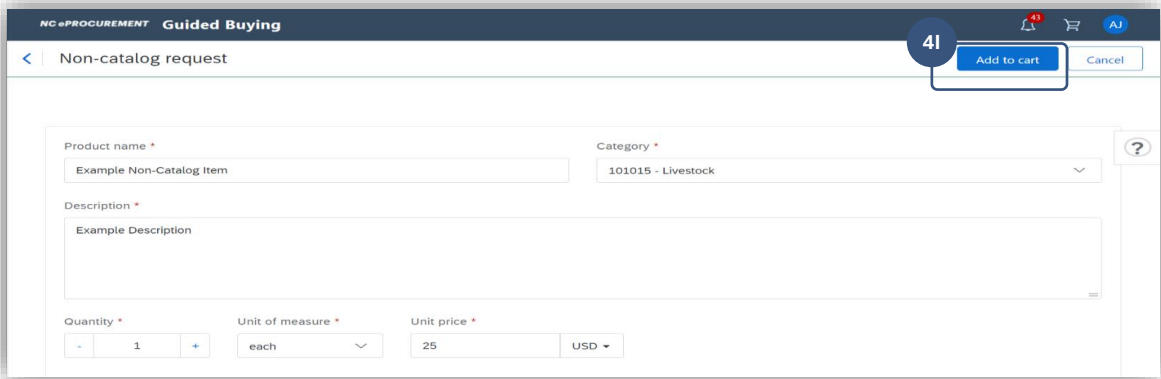 NC ePROCUREMENT Guided Buying
43
AJ
4l
Non-catalog request
Add to cart
Cancel
Product name *
Category *
?
Example Non-Catalog Item
101015 - Livestock
Description *
Example Description
Quantity *
Unit of measure *
Unit price *
- 1 +
each
25
USD